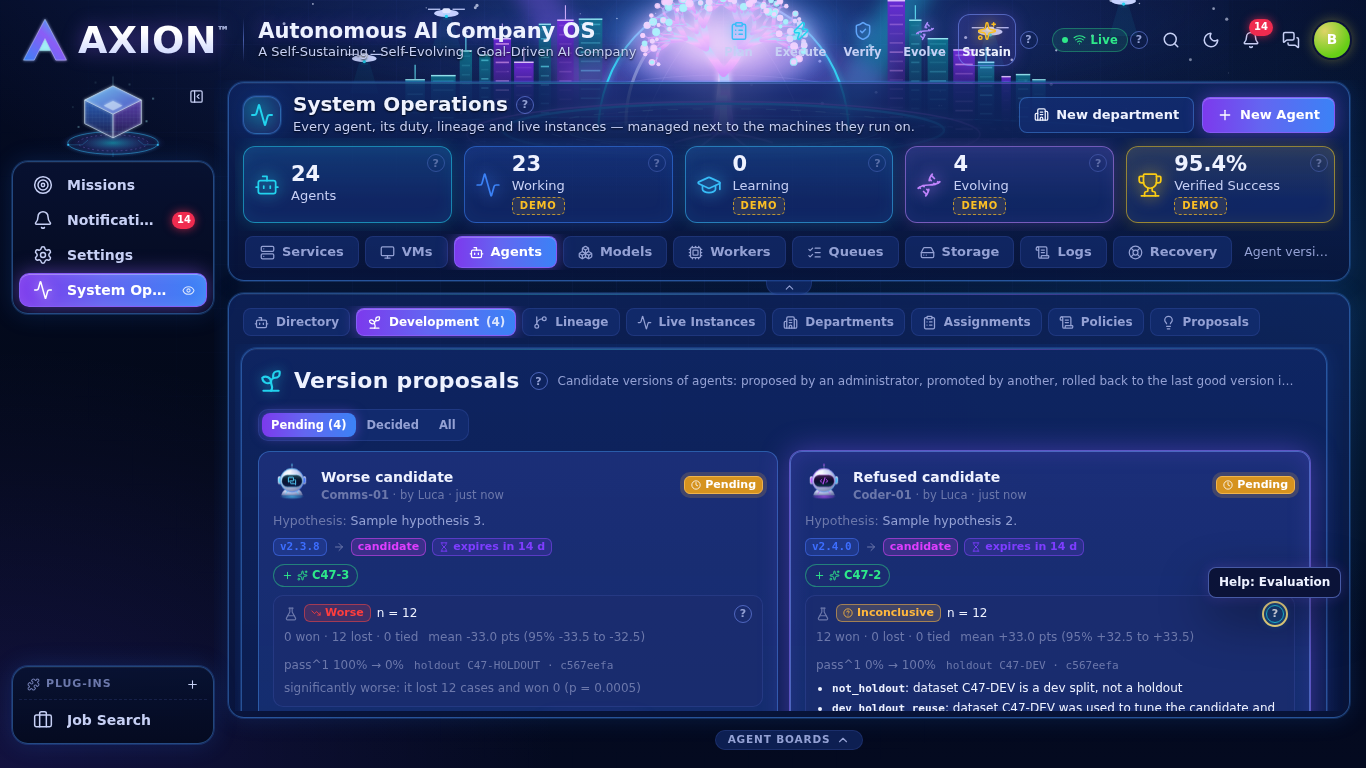 AXION™
Autonomous AI Company OS
A Self-Sustaining · Self-Evolving · Goal-Driven AI Company
Execute
Verify
Evolve
Sustain
?
Live
?
14
B
Missions
Notificati...
14
Settings
System Op...
PLUG-INS
+
Job Search
System Operations ?
Every agent, its duty, lineage and live instances — managed next to the machines they run on.
New department
+ New Agent
24
Agents
?
23
Working
DEMO
?
0
Learning
DEMO
?
4
Evolving
DEMO
?
95.4%
Verified Success
DEMO
?
Services
VMs
Agents
Models
Workers
Queues
Storage
Logs
Recovery
Agent versi...
Directory
Development (4)
Lineage
Live Instances
Departments
Assignments
Policies
Proposals
Version proposals ? Candidate versions of agents: proposed by an administrator, promoted by another, rolled back to the last good version i...
Pending (4)
Decided
All
Worse candidate
Comms-01 · by Luca · just now
Pending
Hypothesis: Sample hypothesis 3.
v2.3.8 → candidate expires in 14 d
+ C47-3
Worse n = 12 ?
0 won · 12 lost · 0 tied mean -33.0 pts (95% -33.5 to -32.5)
pass^1 100% → 0% holdout C47-HOLDOUT · c567eefa
significantly worse: it lost 12 cases and won 0 (p = 0.0005)
Refused candidate
Coder-01 · by Luca · just now
Pending
Hypothesis: Sample hypothesis 2.
v2.4.0 → candidate expires in 14 d
+ C47-2
Help: Evaluation
Inconclusive n = 12 ?
12 won · 0 lost · 0 tied mean +33.0 pts (95% +32.5 to +33.5)
pass^1 0% → 100% holdout C47-DEV · c567eefa
• not_holdout: dataset C47-DEV is a dev split, not a holdout
• dev_holdout_reuse: dataset C47-DEV was used to tune the candidate and
AGENT BOARDS